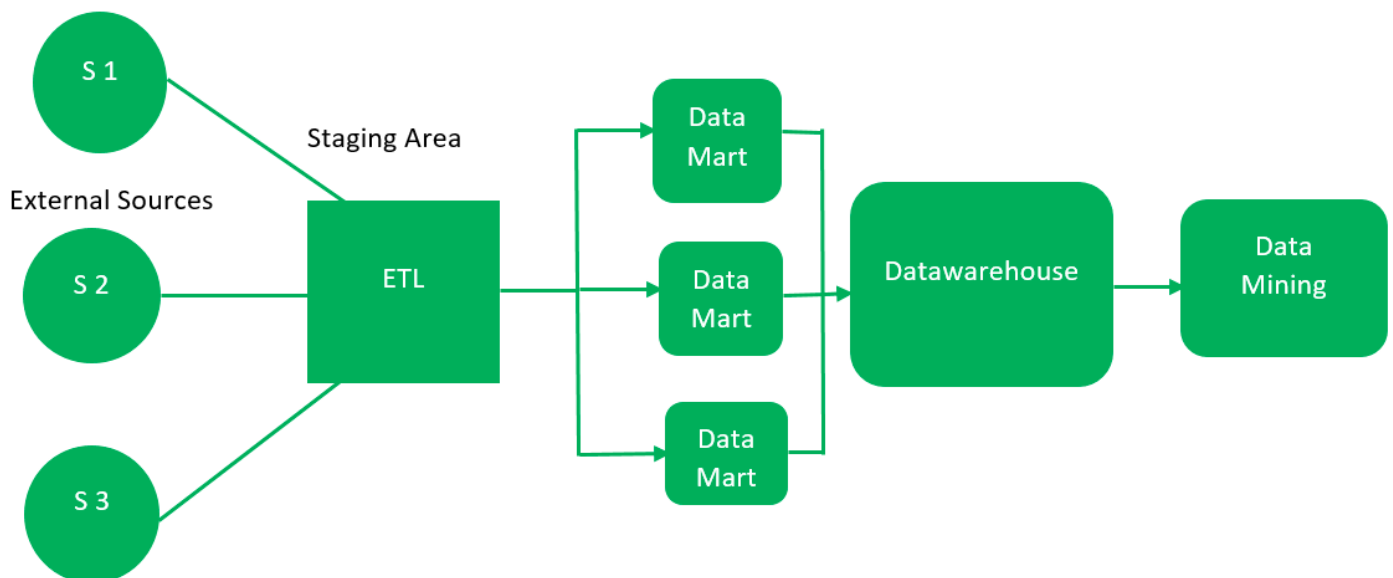 S 1
Staging Area
External Sources
S 2
S 3
ETL
Data
Mart
Data
Mart
Data
Mart
Datawarehouse
Data
Mining